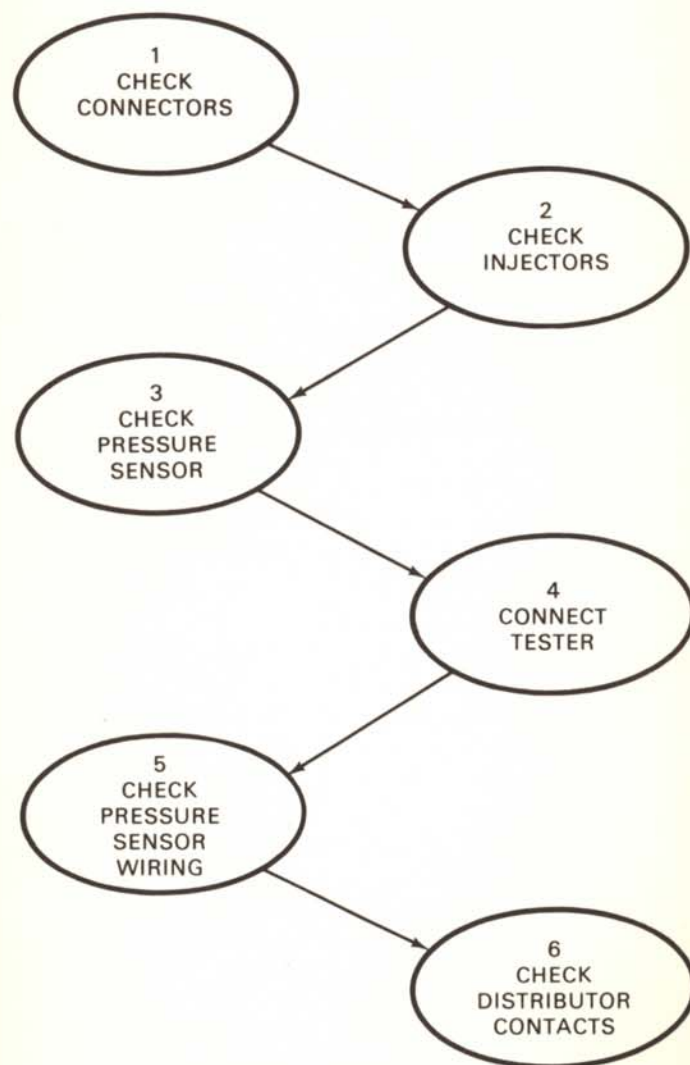 1
CHECK
CONNECTORS
2
CHECK
INJECTORS
3
CHECK
PRESSURE
SENSOR
4
CONNECT
TESTER
5
CHECK
PRESSURE
SENSOR
WIRING
6
CHECK
DISTRIBUTOR
CONTACTS